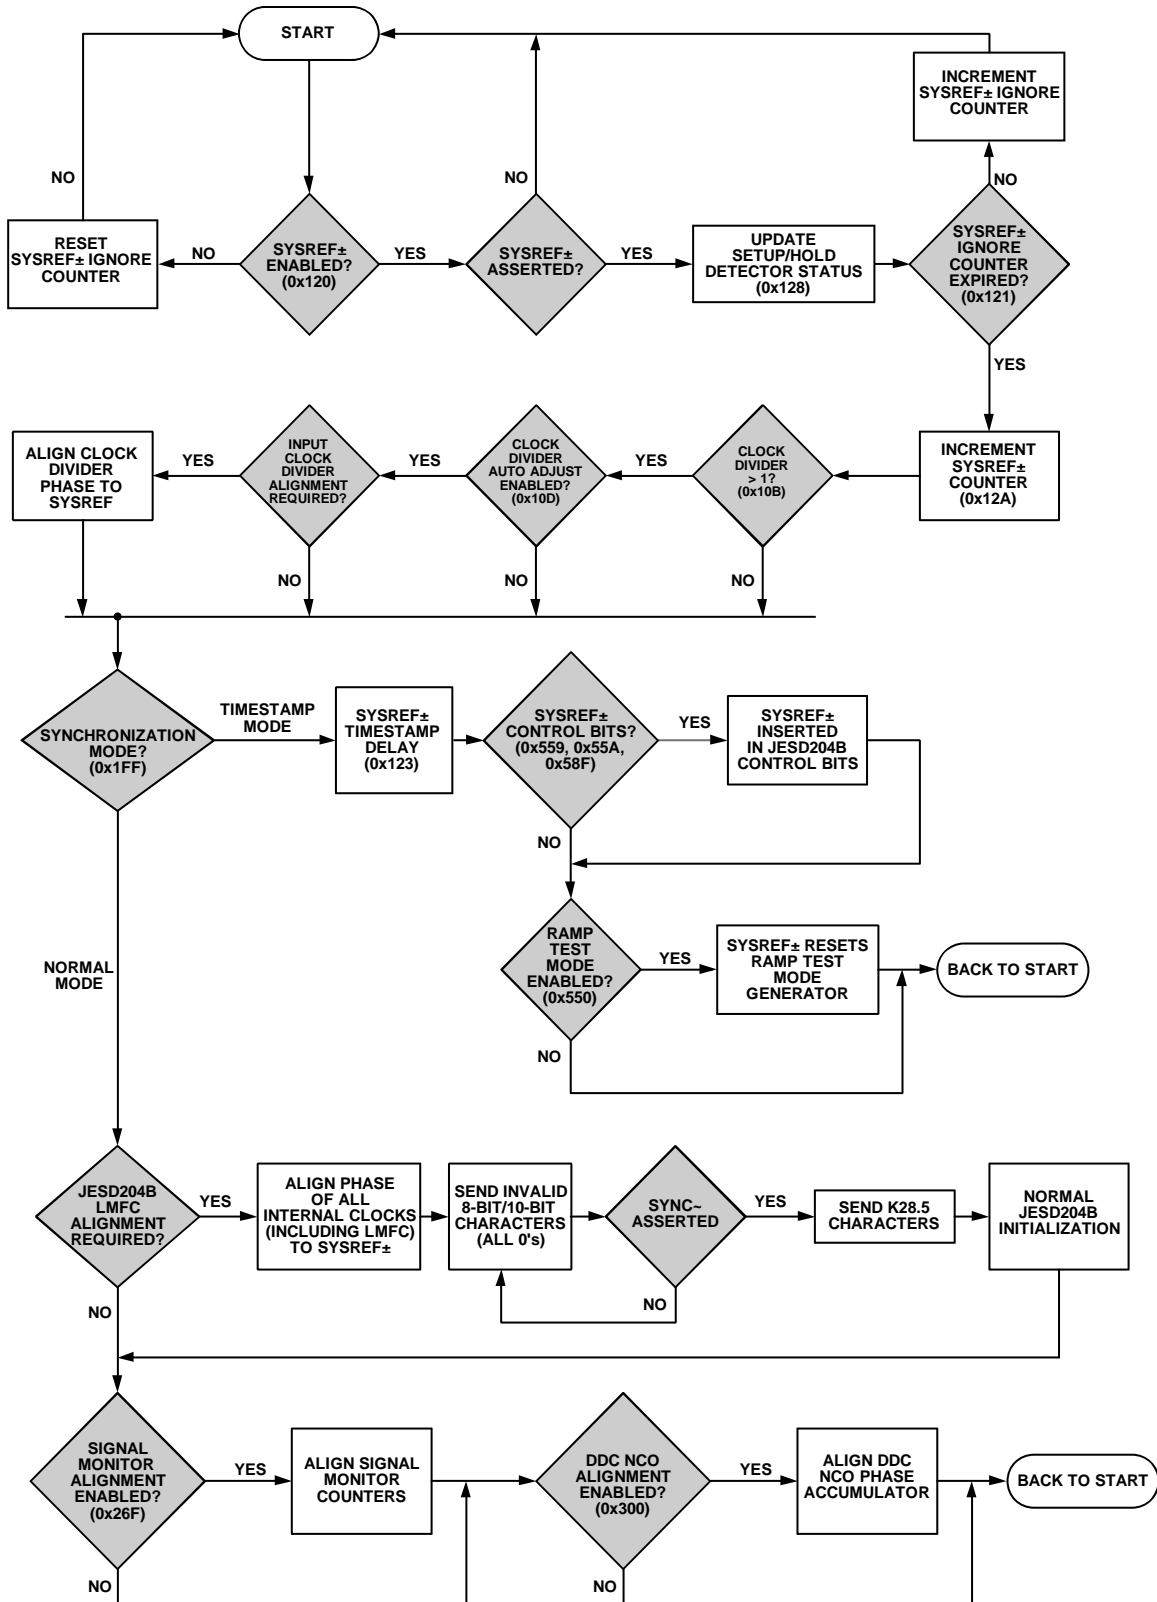 START
INCREMENT
SYSREF± IGNORE
COUNTER
NO
NO
NO
RESET
SYSREF± IGNORE
COUNTER
NO
SYSREF±
ENABLED?
(0x120)
YES
SYSREF±
ASSERTED?
YES
UPDATE
SETUP/HOLD
DETECTOR STATUS
(0x128)
SYSREF±
IGNORE
COUNTER
EXPIRED?
(0x121)
YES
ALIGN CLOCK
DIVIDER
PHASE TO
SYSREF
YES
INPUT
CLOCK
DIVIDER
ALIGNMENT
REQUIRED?
YES
CLOCK
DIVIDER
AUTO ADJUST
ENABLED?
(0x10D)
YES
CLOCK
DIVIDER
> 1?
(0x10B)
INCREMENT
SYSREF±
COUNTER
(0x12A)
NO
NO
NO
SYNCHRONIZATION
MODE?
(0x1FF)
TIMESTAMP
MODE
SYSREF±
TIMESTAMP
DELAY
(0x123)
SYSREF±
CONTROL BITS?
(0x559, 0x55A,
0x58F)
YES
SYSREF±
INSERTED
IN JESD204B
CONTROL BITS
NO
NORMAL
MODE
RAMP
TEST
MODE
ENABLED?
(0x550)
YES
SYSREF± RESETS
RAMP TEST
MODE
GENERATOR
BACK TO START
NO
JESD204B
LMFC
ALIGNMENT
REQUIRED?
YES
ALIGN PHASE
OF ALL
INTERNAL CLOCKS
(INCLUDING LMFC)
TO SYSREF±
SEND INVALID
8-BIT/10-BIT
CHARACTERS
(ALL 0's)
SYNC~
ASSERTED
YES
SEND K28.5
CHARACTERS
NORMAL
JESD204B
INITIALIZATION
NO
NO
SIGNAL
MONITOR
ALIGNMENT
ENABLED?
(0x26F)
YES
ALIGN SIGNAL
MONITOR
COUNTERS
DDC NCO
ALIGNMENT
ENABLED?
(0x300)
YES
ALIGN DDC
NCO PHASE
ACCUMULATOR
BACK TO START
NO
NO